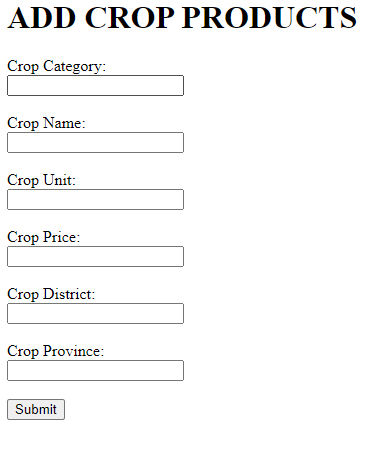 ADD CROP PRODUCTS
Crop Category:
Crop Name:
Crop Unit:
Crop Price:
Crop District:
Crop Province:
Submit